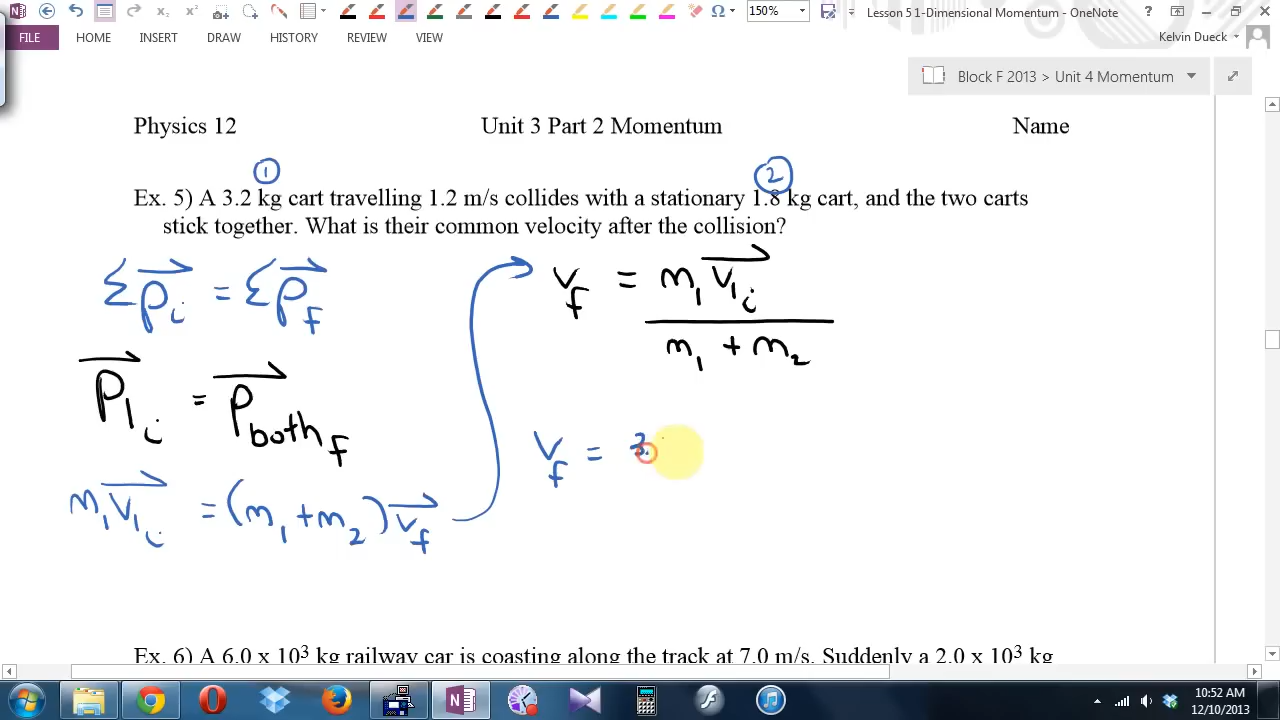 Lesson 5 1-Dimensional Momentum - OneNote
150%
FILE HOME INSERT DRAW HISTORY REVIEW VIEW
Kelvin Dueck
Block F 2013 > Unit 4 Momentum
Physics 12 Unit 3 Part 2 Momentum Name
① ②
Ex. 5) A 3.2 kg cart travelling 1.2 m/s collides with a stationary 1.8 kg cart, and the two carts
stick together. What is their common velocity after the collision?
Σp⃗i = Σp⃗f
p⃗1i = p⃗both f
m1v⃗1i = (m1+m2)v⃗f
vf = m1v⃗1i
m1 + m2
vf = 3.
Ex. 6) A 6.0 x 10³ kg railway car is coasting along the track at 7.0 m/s. Suddenly a 2.0 x 10³ kg
10:52 AM
12/10/2013